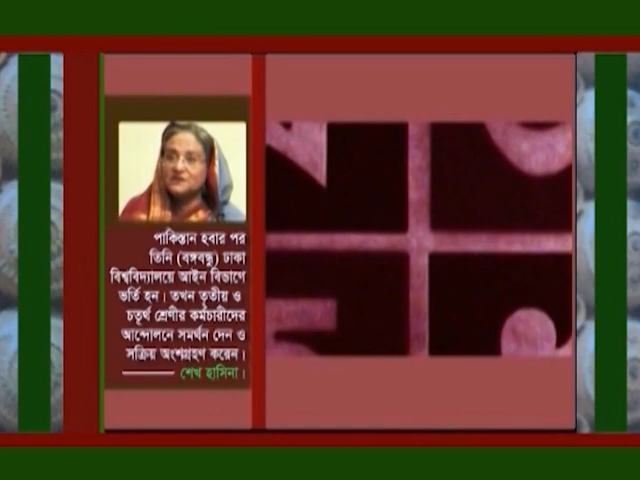 পাকিস্তান হবার পর
তিনি (বঙ্গবন্ধু) ঢাকা
বিশ্ববিদ্যালয়ে আইন বিভাগে
ভর্তি হন। তখন তৃতীয় ও
চতুর্থ শ্রেণীর কর্মচারীদের
আন্দোলনে সমর্থন দেন ও
সক্রিয় অংশগ্রহণ করেন।
শেখ হাসিনা।